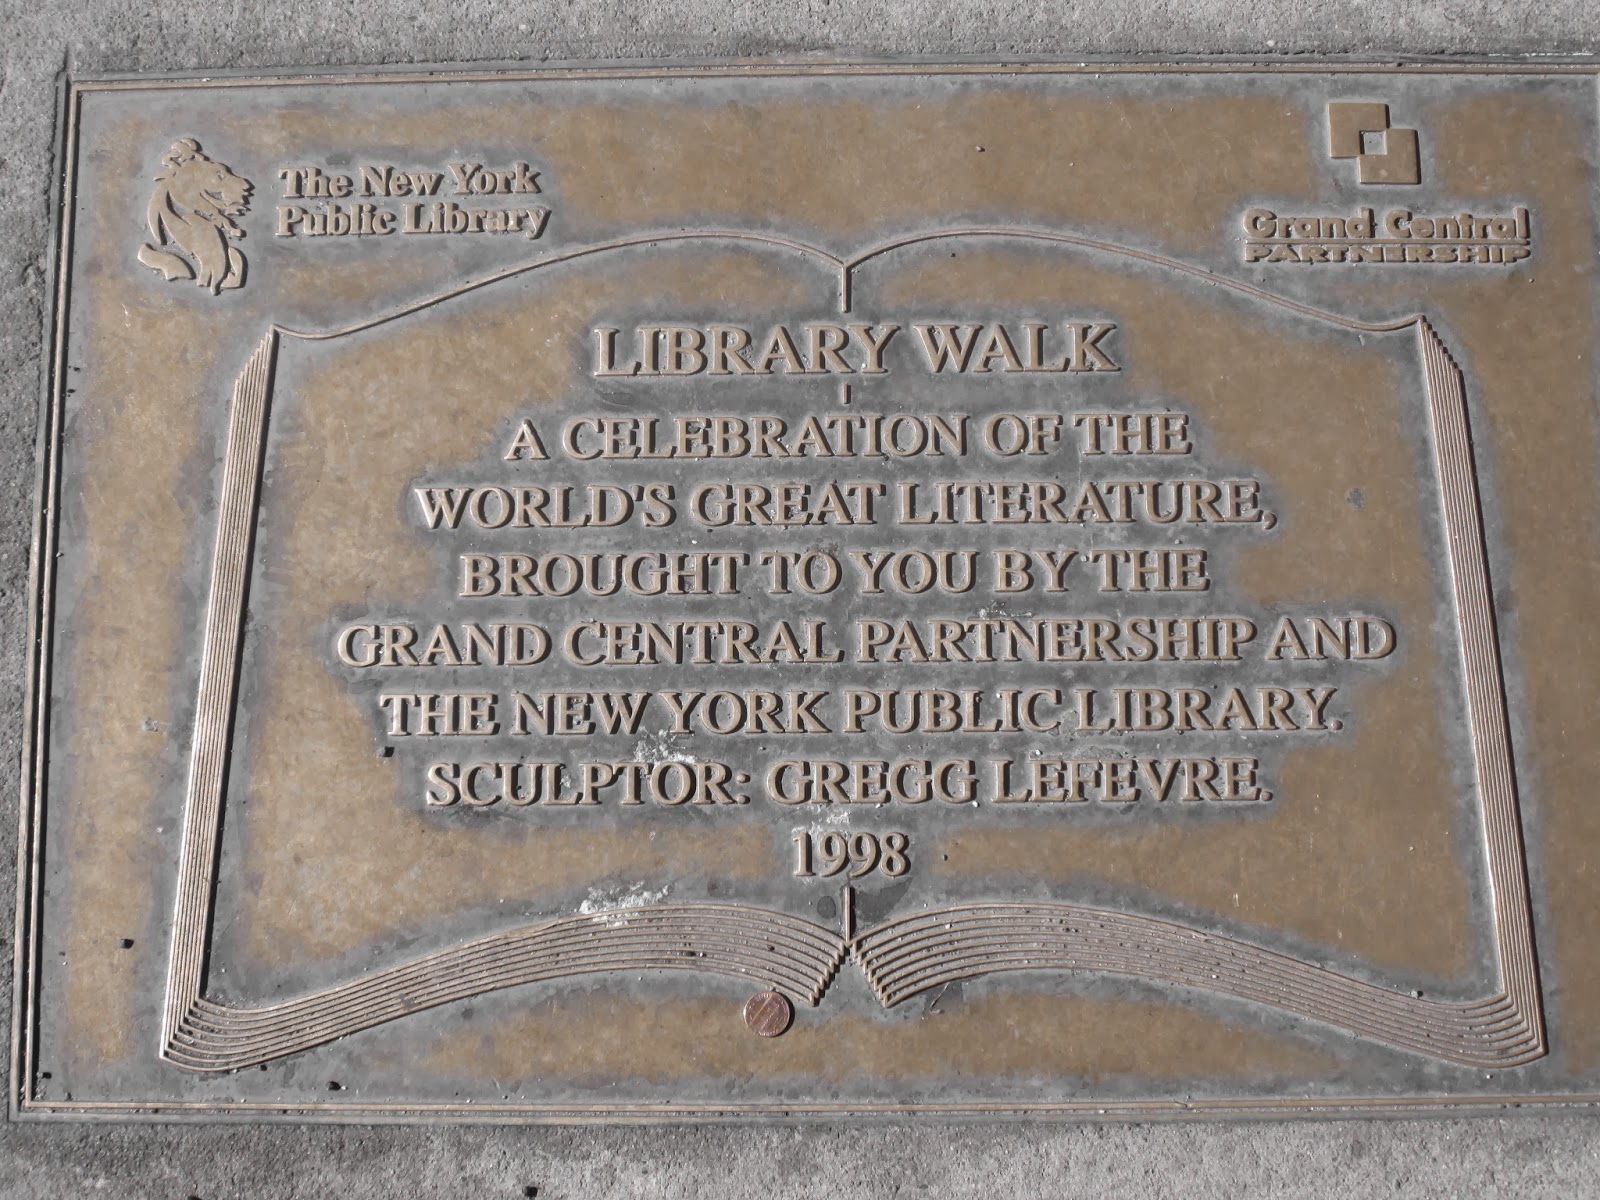 The New York
Public Library
Grand Central
PARTNERSHIP
LIBRARY WALK
A CELEBRATION OF THE
WORLD'S GREAT LITERATURE,
BROUGHT TO YOU BY THE
GRAND CENTRAL PARTNERSHIP AND
THE NEW YORK PUBLIC LIBRARY.
SCULPTOR: GREGG LEFEVRE.
1998